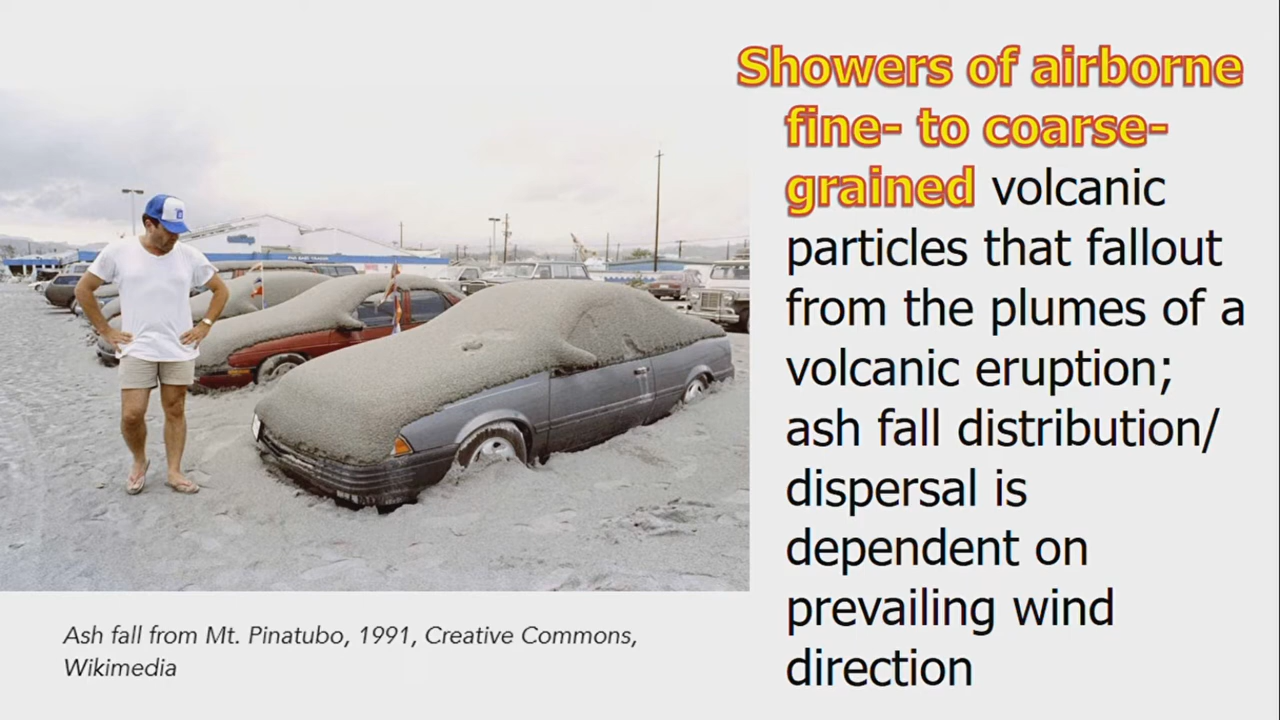 Showers of airborne
fine- to coarse-
grained volcanic
particles that fallout
from the plumes of a
volcanic eruption;
ash fall distribution/
dispersal is
dependent on
prevailing wind
direction
Ash fall from Mt. Pinatubo, 1991, Creative Commons,
Wikimedia